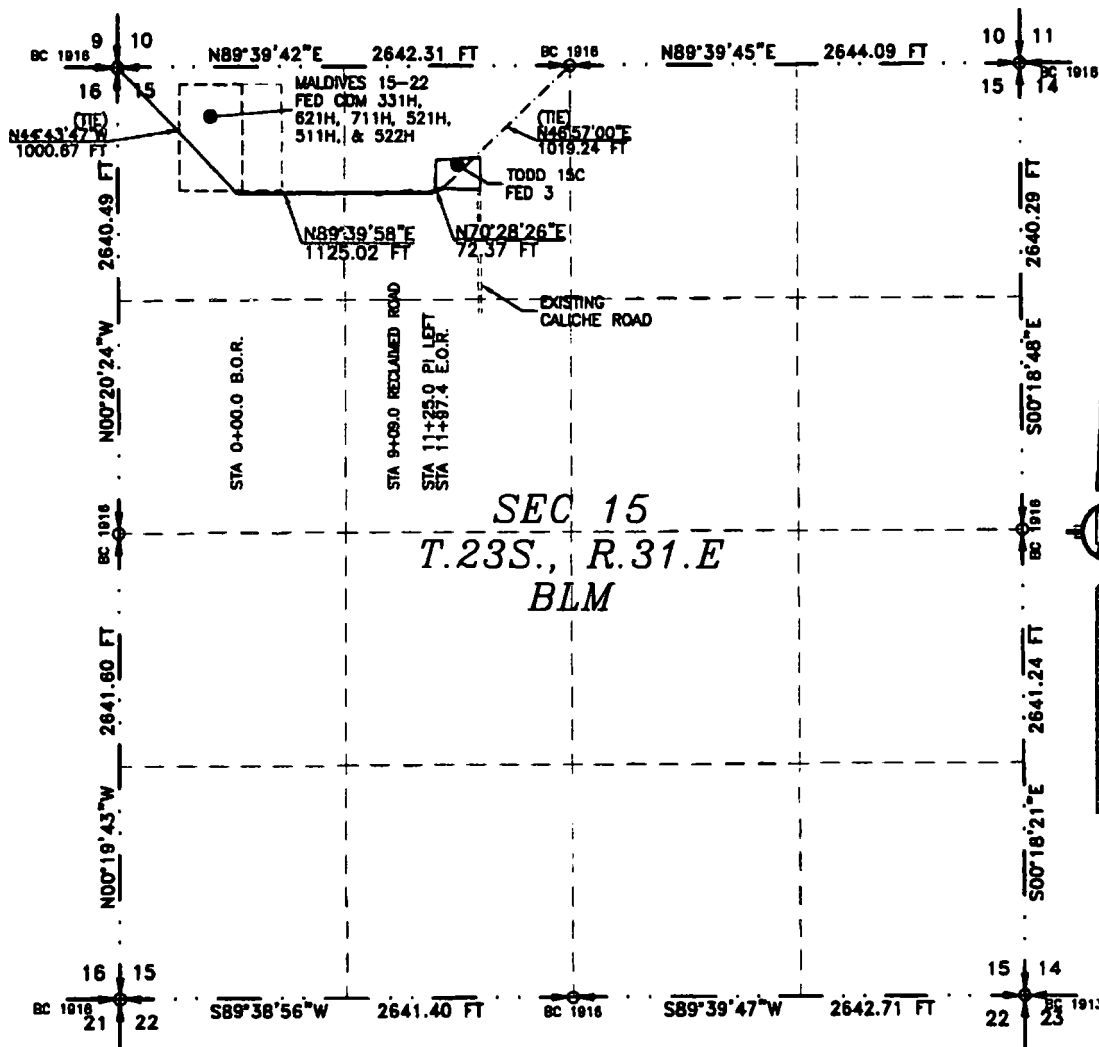 9 10
BC 1916
N89°39'42"E 2642.31 FT
BC 1916
N89°39'45"E 2644.09 FT
10 11
16 15
15 14
BC 1916
MALDIVES 15-22
FED COM 331H,
621H, 711H, 521H,
511H, & 522H
(TIE)
N44°43'47"W
1000.67 FT
(TIE)
N46°57'00"E
1019.24 FT
TODD 15C
FED 3
N89°39'58"E
1125.02 FT
N70°28'26"E
72.37 FT
EXISTING
CALICHE ROAD
N00°20'24"W 2640.49 FT
S00°18'48"E 2640.29 FT
STA 0+00.0 B.O.R.
STA 9+09.0 RECLAIMED ROAD
STA 11+25.0 PI LEFT
STA 11+97.4 E.O.R.
SEC 15
T.23S., R.31.E
BLM
BC 1916
BC 1916
N00°19'43"W 2641.60 FT
S00°18'21"E 2641.24 FT
16 15
BC 1916
21 22
S89°38'56"W 2641.40 FT
BC 1916
S89°39'47"W 2642.71 FT
15 14
22 23
BC 1913